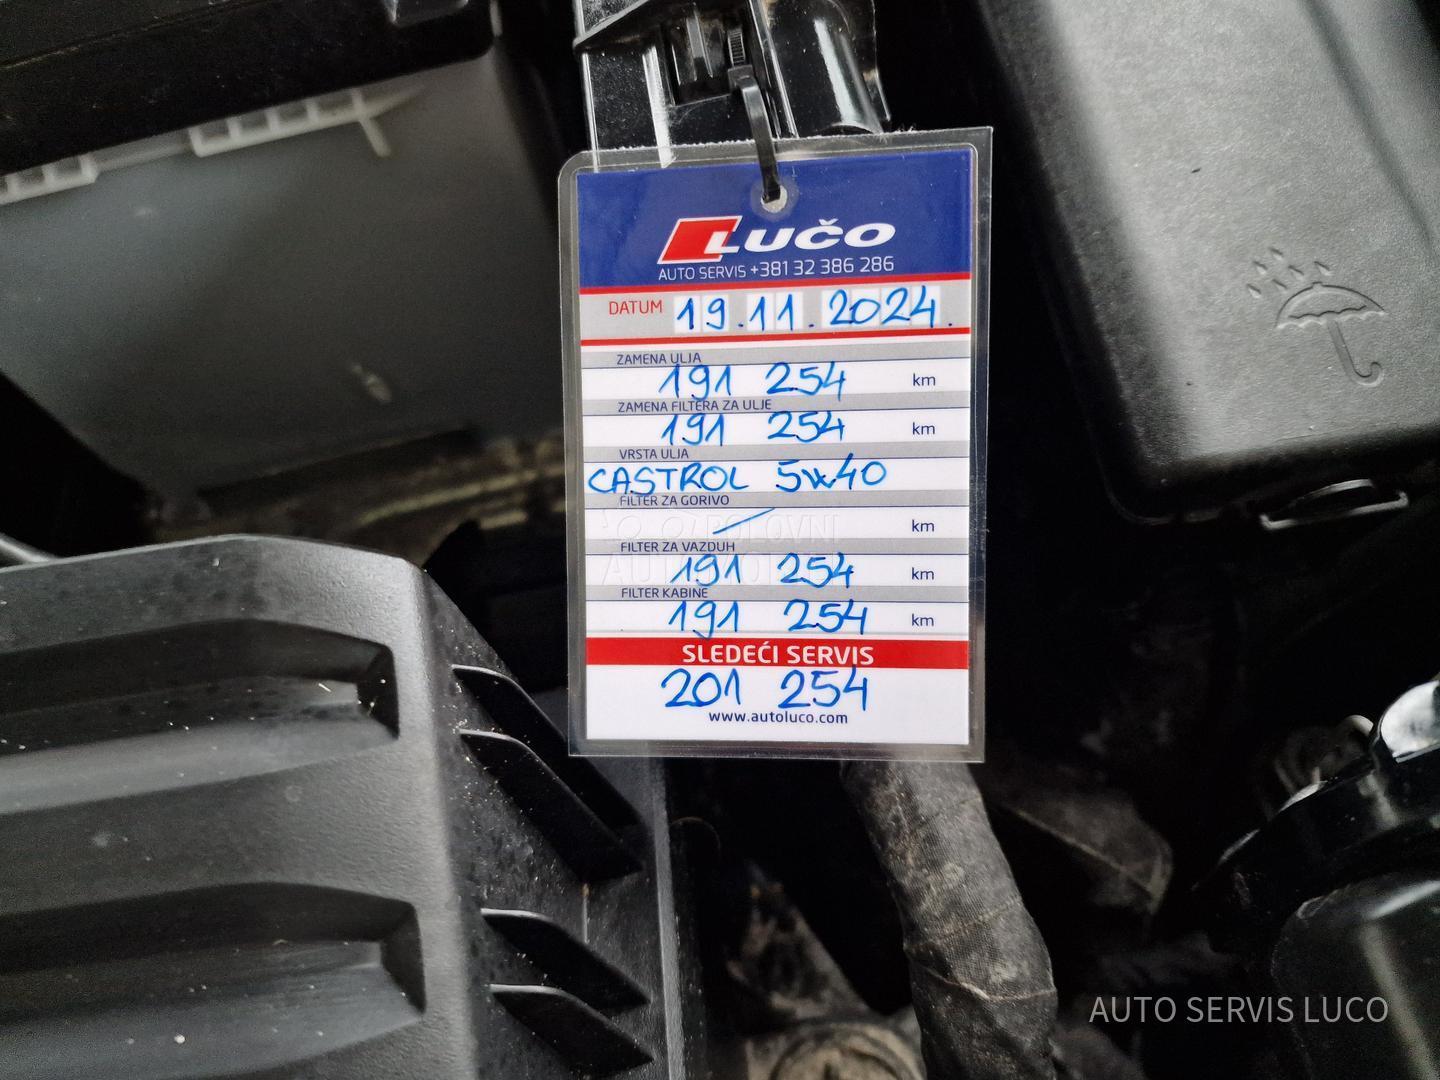 LUČO
AUTO SERVIS +381 32 386 286
DATUM 19.11.2024.
ZAMENA ULJA
191 254 km
ZAMENA FILTERA ZA ULJE
191 254 km
VRSTA ULJA
CASTROL 5w40
FILTER ZA GORIVO
— km
POLOVNI
AUTOMOBILI
FILTER ZA VAZDUH
191 254 km
FILTER KABINE
191 254 km
SLEDEĆI SERVIS
201 254
www.autoluco.com
AUTO SERVIS LUCO